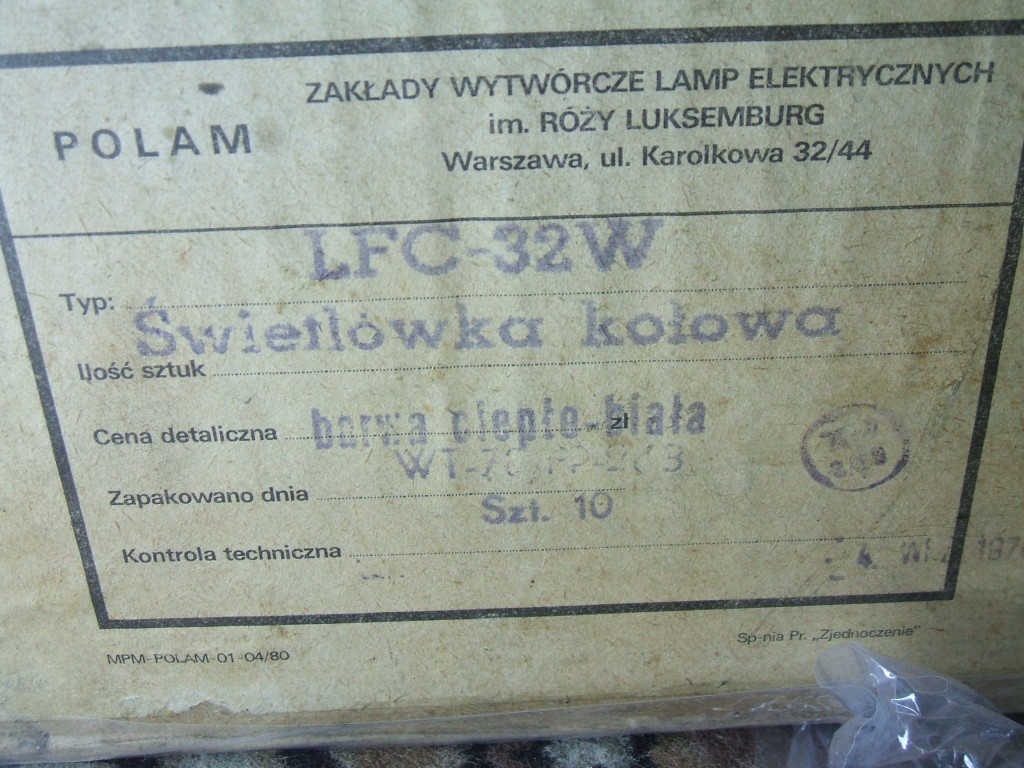 POLAM
ZAKŁADY WYTWÓRCZE LAMP ELEKTRYCZNYCH
im. RÓŻY LUKSEMBURG
Warszawa, ul. Karolkowa 32/44
LFC-32W
Typ:
Świetlówka kołowa
Ilość sztuk
barwa ciepło-biała
Cena detaliczna zł
Zapakowano dnia
Szt. 10
Kontrola techniczna
4
MPM-POLAM-01-04/80
Sp-nia Pr. „Zjednoczenie”